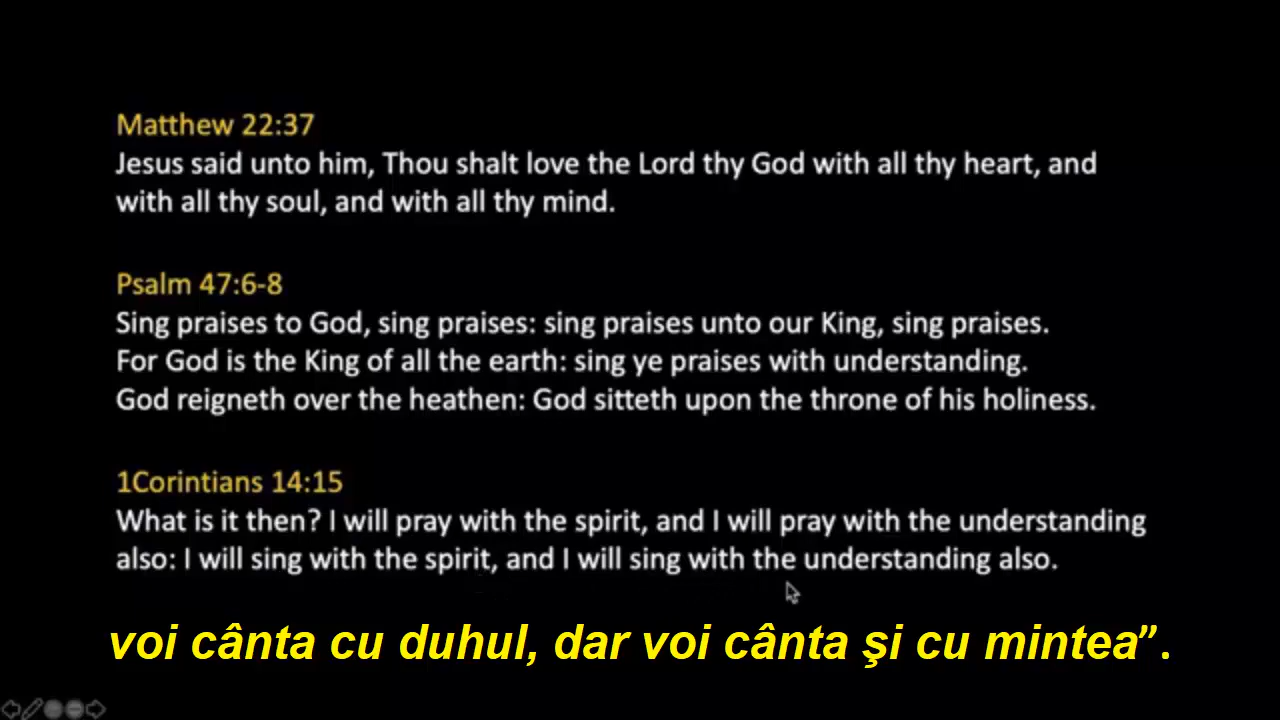 Matthew 22:37
Jesus said unto him, Thou shalt love the Lord thy God with all thy heart, and
with all thy soul, and with all thy mind.
Psalm 47:6-8
Sing praises to God, sing praises: sing praises unto our King, sing praises.
For God is the King of all the earth: sing ye praises with understanding.
God reigneth over the heathen: God sitteth upon the throne of his holiness.
1Corintians 14:15
What is it then? I will pray with the spirit, and I will pray with the understanding
also: I will sing with the spirit, and I will sing with the understanding also.
voi cânta cu duhul, dar voi cânta şi cu mintea”.